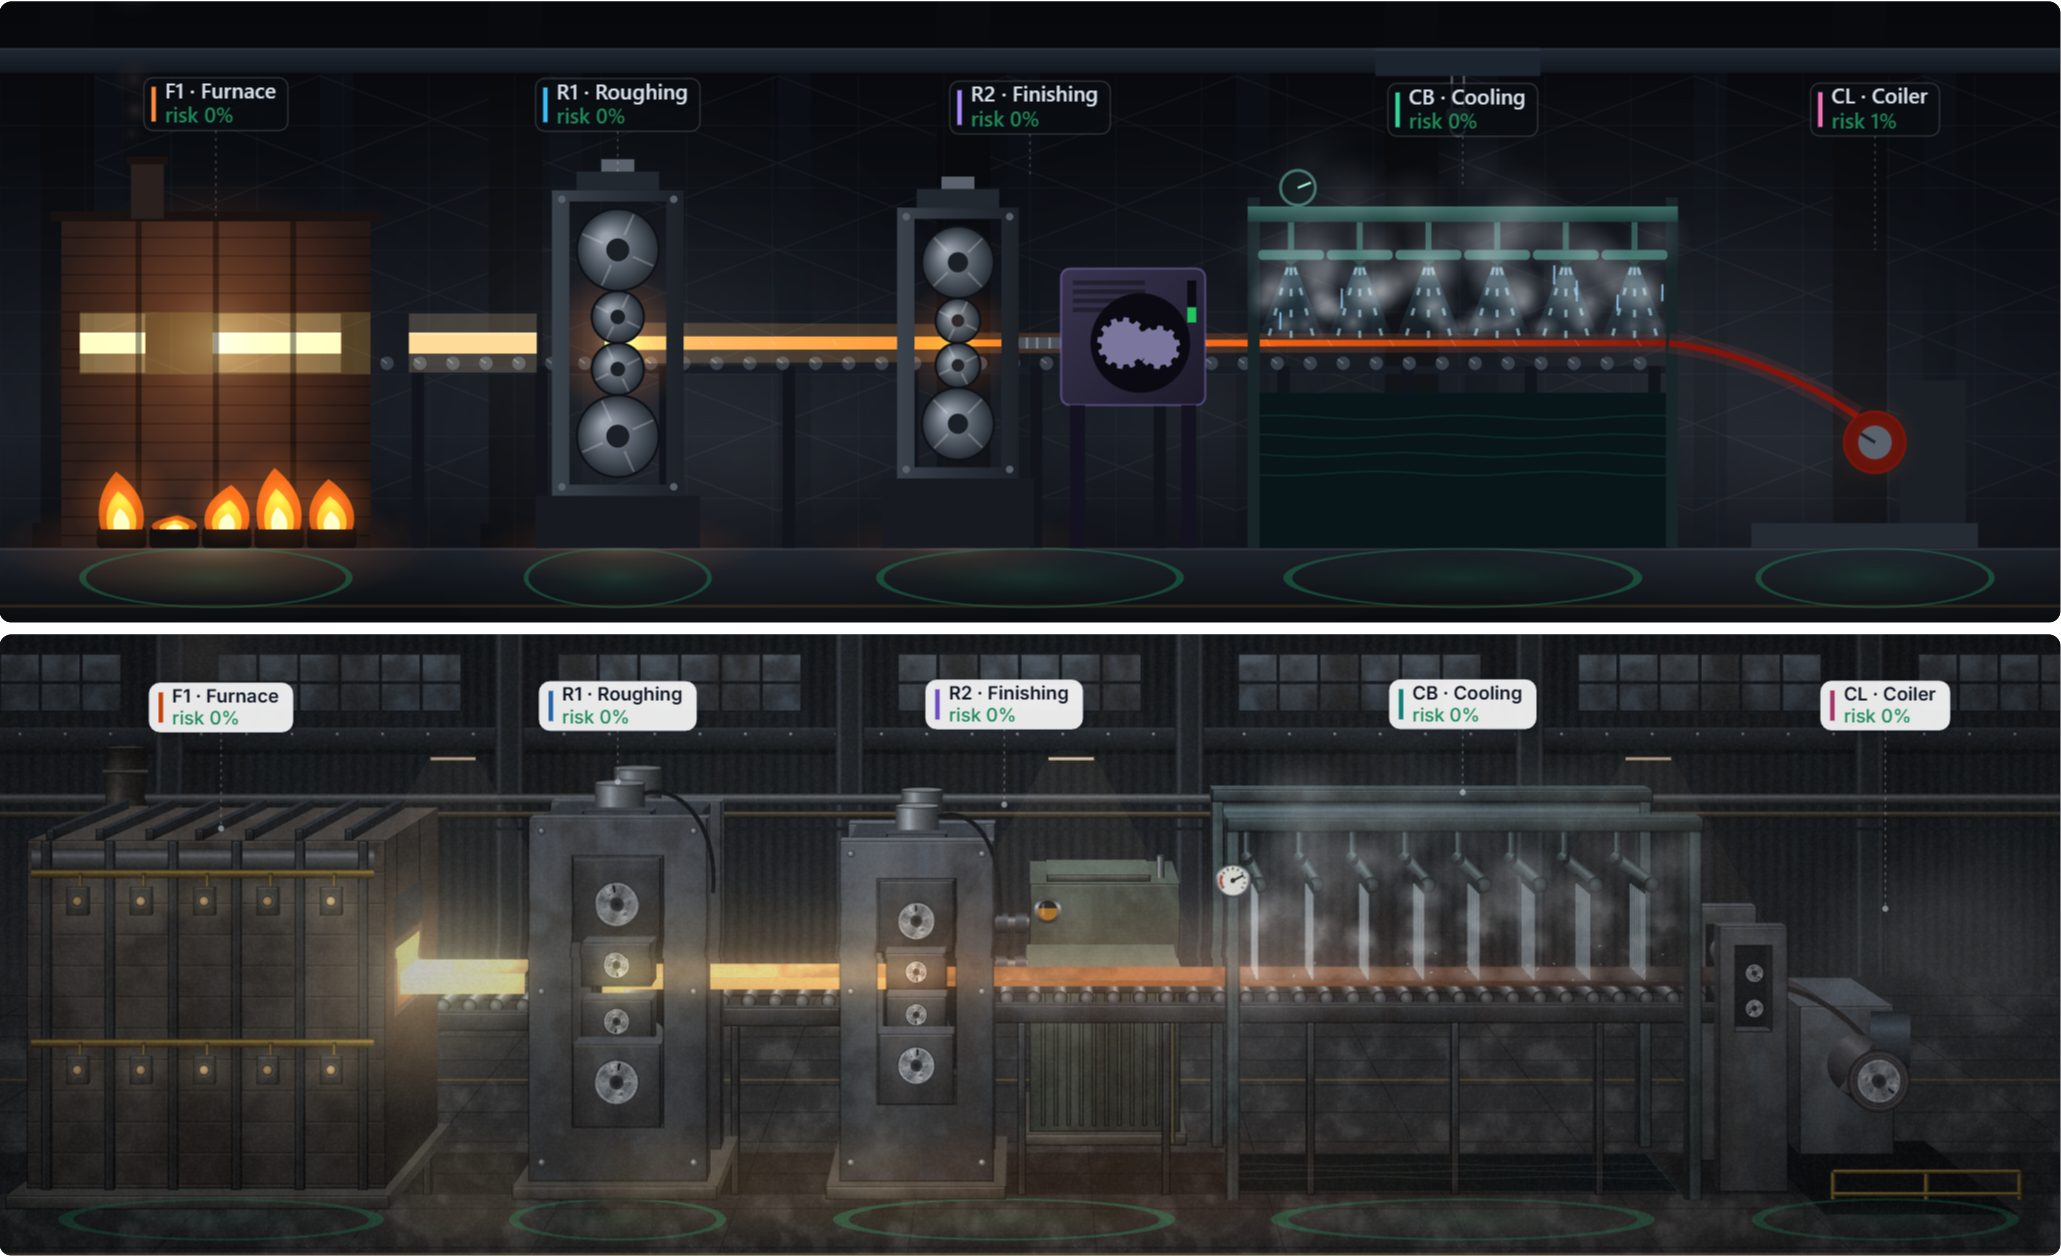 F1 · Furnace
risk 0%
R1 · Roughing
risk 0%
R2 · Finishing
risk 0%
CB · Cooling
risk 0%
CL · Coiler
risk 1%
F1 · Furnace
risk 0%
R1 · Roughing
risk 0%
R2 · Finishing
risk 0%
CB · Cooling
risk 0%
CL · Coiler
risk 0%